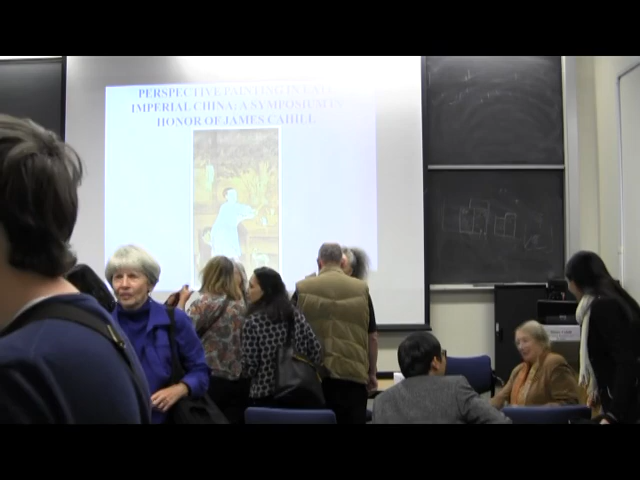 PERSPECTIVE PAINTING IN LATE
IMPERIAL CHINA: A SYMPOSIUM IN
HONOR OF JAMES CAHILL